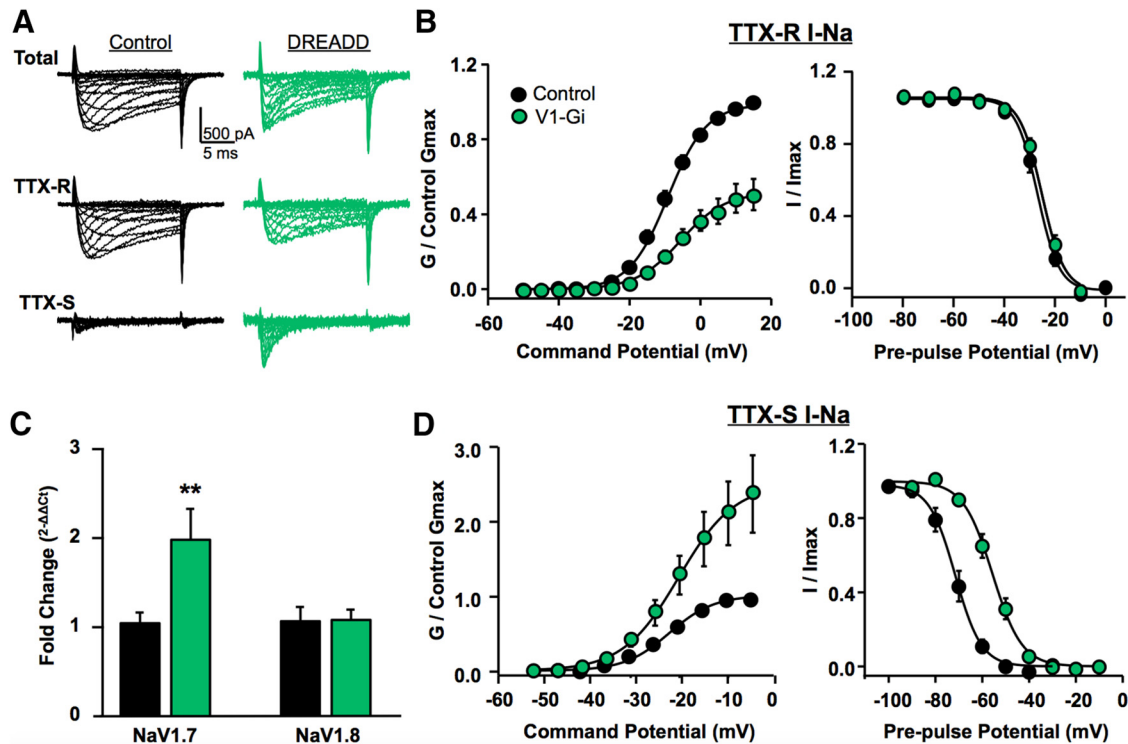 A
Control
DREADD
Total
500 pA
5 ms
TTX-R
TTX-S
B
TTX-R I-Na
1.2
0.8
0.4
0.0
G / Control Gmax
Control
V1-Gi
-60 -40 -20 0 20
Command Potential (mV)
1.2
0.8
0.4
0.0
I / Imax
-100 -80 -60 -40 -20 0
Pre-pulse Potential (mV)
C
3
2
1
0
Fold Change (2-ΔΔCt)
**
NaV1.7 NaV1.8
D
TTX-S I-Na
3.0
2.0
1.0
0.0
G / Control Gmax
-60 -50 -40 -30 -20 -10 0
Command Potential (mV)
1.2
0.8
0.4
0.0
I / Imax
-100 -80 -60 -40 -20 0
Pre-pulse Potential (mV)